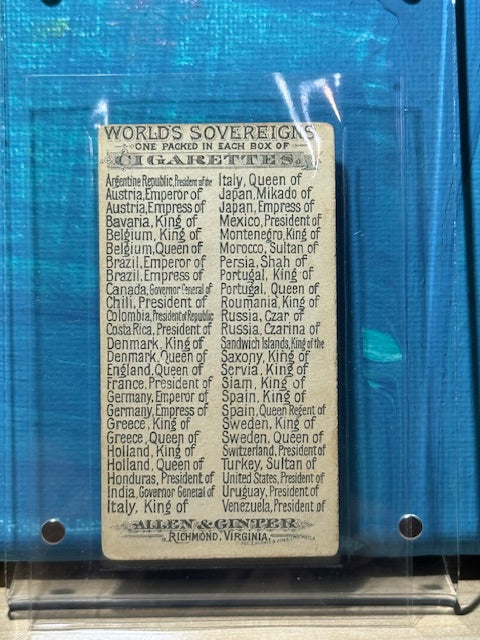 WORLD'S SOVEREIGNS
ONE PACKED IN EACH BOX OF
CIGARETTES.
Argentine Republic, President of the
Austria, Emperor of
Austria, Empress of
Bavaria, King of
Belgium, King of
Belgium, Queen of
Brazil, Emperor of
Brazil, Empress of
Canada, Governor General of
Chili, President of
Colombia, President of Republic
Costa Rica, President of
Denmark, King of
Denmark, Queen of
England, Queen of
France, President of
Germany, Emperor of
Germany, Empress of
Greece, King of
Greece, Queen of
Holland, King of
Holland, Queen of
Honduras, President of
India, Governor General of
Italy, King of
Italy, Queen of
Japan, Mikado of
Japan, Empress of
Mexico, President of
Montenegro, King of
Morocco, Sultan of
Persia, Shah of
Portugal, King of
Portugal, Queen of
Roumania, King of
Russia, Czar of
Russia, Czarina of
Sandwich Islands, King of the
Saxony, King of
Servia, King of
Siam, King of
Spain, King of
Spain, Queen Regent of
Sweden, King of
Sweden, Queen of
Switzerland, President of
Turkey, Sultan of
United States, President of
Uruguay, President of
Venezuela, President of
ALLEN & GINTER
RICHMOND, VIRGINIA.